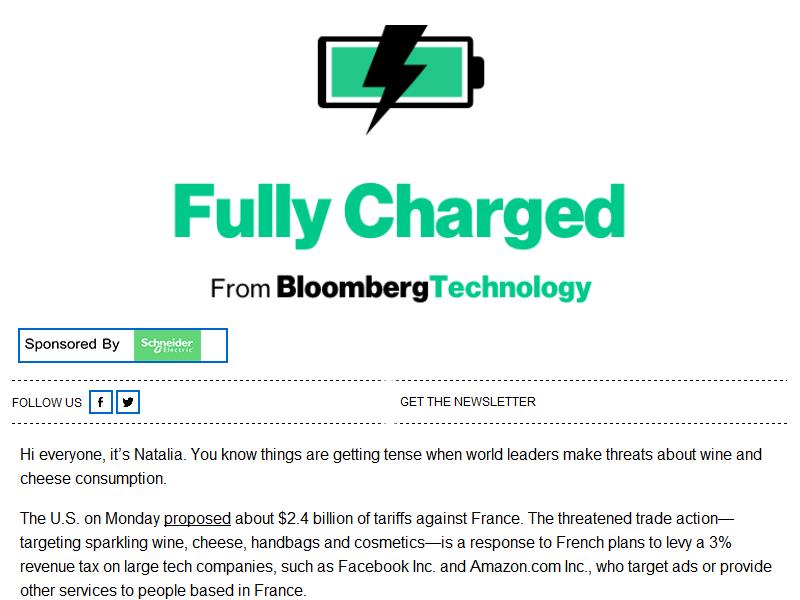 Fully Charged
From BloombergTechnology
Sponsored By Schneider Electric
FOLLOW US
GET THE NEWSLETTER
Hi everyone, it’s Natalia. You know things are getting tense when world leaders make threats about wine and
cheese consumption.
The U.S. on Monday proposed about $2.4 billion of tariffs against France. The threatened trade action—
targeting sparkling wine, cheese, handbags and cosmetics—is a response to French plans to levy a 3%
revenue tax on large tech companies, such as Facebook Inc. and Amazon.com Inc., who target ads or provide
other services to people based in France.